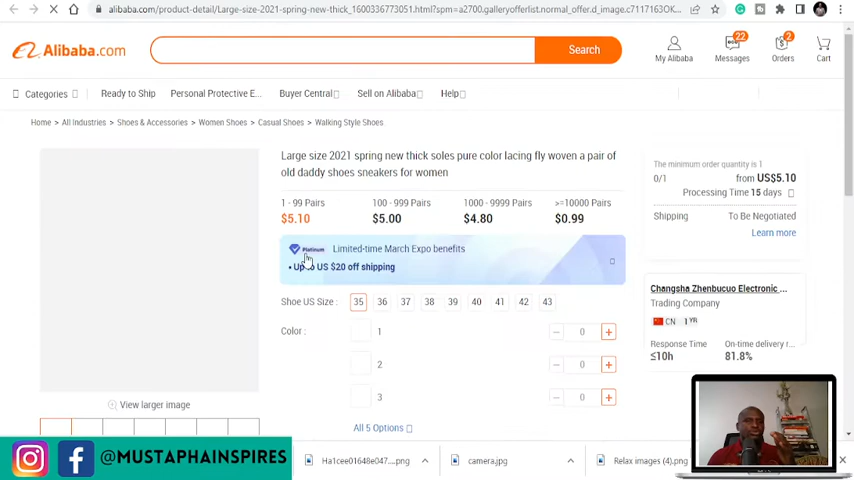 alibaba.com/product-detail/Large-size-2021-spring-new-thick_1600336773051.html?spm=a2700.galleryofferlist.normal_offer.d_image.c7117163OK...
Alibaba.com
Search
22
2
My Alibaba
Messages
Orders
Cart
Categories
Ready to Ship
Personal Protective E...
Buyer Central
Sell on Alibaba
Help
Home > All Industries > Shoes & Accessories > Women Shoes > Casual Shoes > Walking Style Shoes
Large size 2021 spring new thick soles pure color lacing fly woven a pair of
old daddy shoes sneakers for women
1 - 99 Pairs
100 - 999 Pairs
1000 - 9999 Pairs
>=10000 Pairs
$5.10
$5.00
$4.80
$0.99
Platinum
Limited-time March Expo benefits
• Up to US $20 off shipping
Shoe US Size :
35
36
37
38
39
40
41
42
43
Color :
1
− 0 +
2
− 0 +
3
− 0 +
All 5 Options
View larger image
The minimum order quantity is 1
0/1
from US$5.10
Processing Time 15 days
Shipping
To Be Negotiated
Learn more
Changsha Zhenbucuo Electronic ...
Trading Company
CN 1 YR
Response Time
On-time delivery r...
≤10h
81.8%
@MUSTAPHAINSPIRES
Ha1cee01648e047....png
camera.jpg
Relax images (4).png